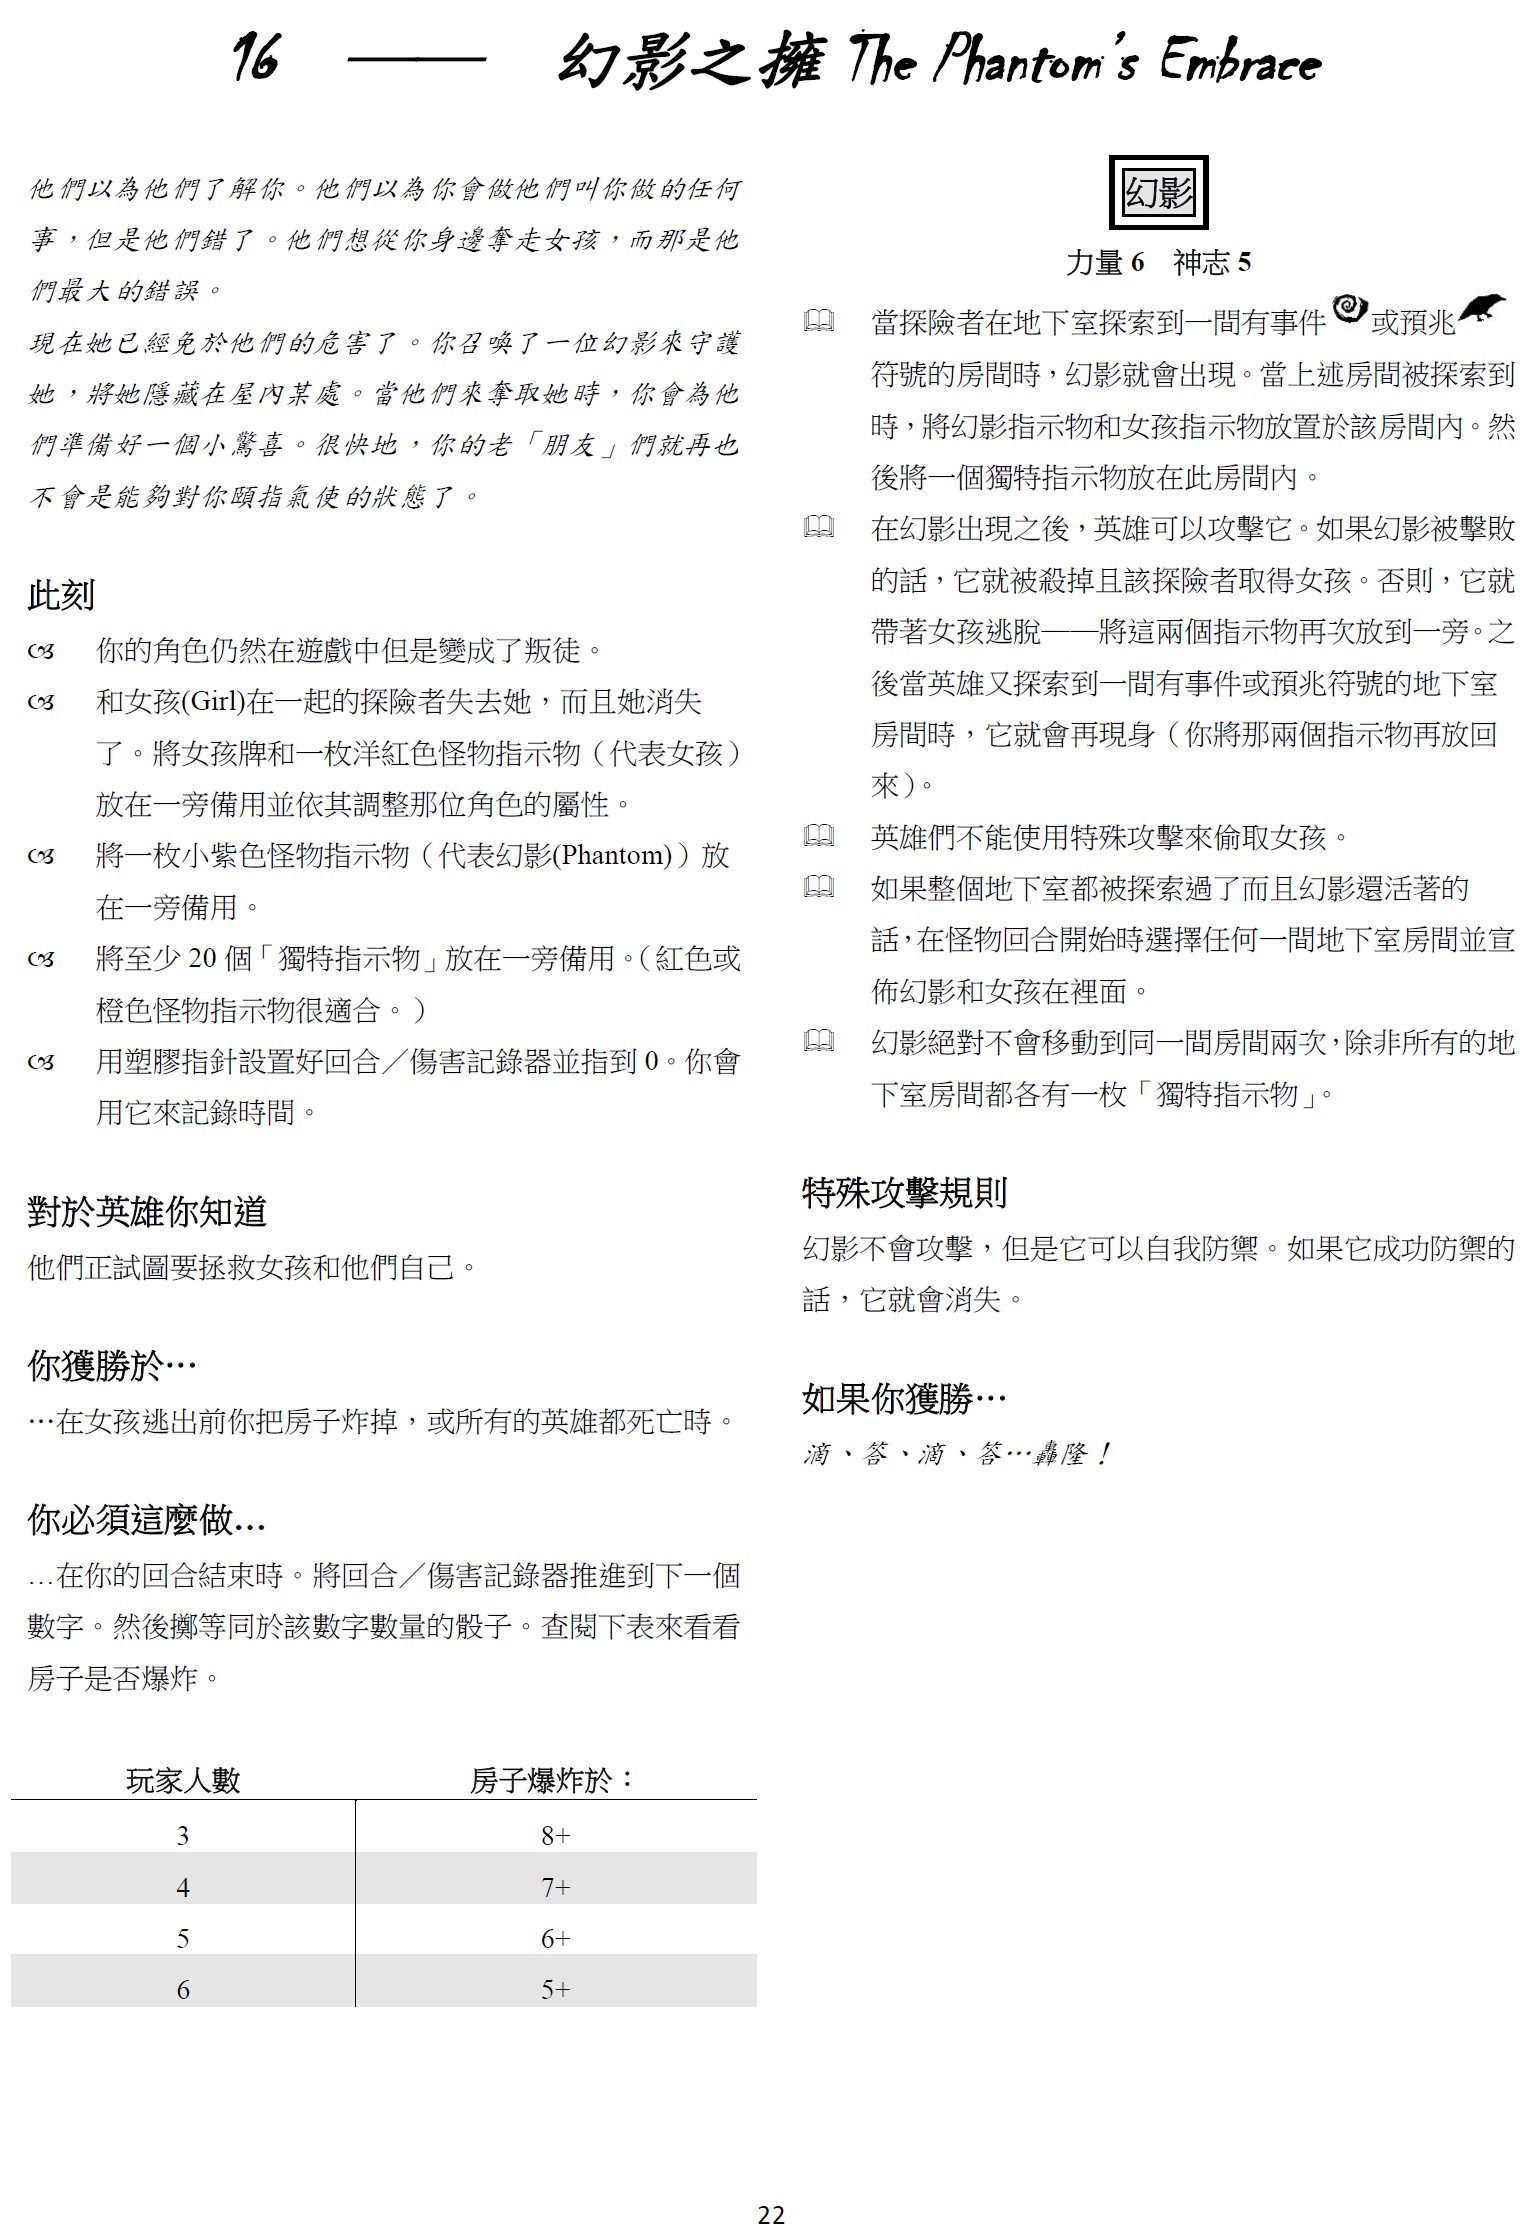 16 —— 幻影之擁 The Phantom's Embrace
他們以為他們了解你。他們以為你會做他們叫你做的任何
事，但是他們錯了。他們想從你身邊奪走女孩，而那是他
們最大的錯誤。
現在她已經免於他們的危害了。你召喚了一位幻影來守護
她，將她隱藏在屋內某處。當他們來奪取她時，你會為他
們準備好一個小驚喜。很快地，你的老「朋友」們就再也
不會是能夠對你頤指氣使的狀態了。
此刻
你的角色仍然在遊戲中但是變成了叛徒。
和女孩(Girl)在一起的探險者失去她，而且她消失
了。將女孩牌和一枚洋紅色怪物指示物（代表女孩）
放在一旁備用並依其調整那位角色的屬性。
將一枚小紫色怪物指示物（代表幻影(Phantom)）放
在一旁備用。
將至少 20 個「獨特指示物」放在一旁備用。（紅色或
橙色怪物指示物很適合。）
用塑膠指針設置好回合／傷害記錄器並指到 0。你會
用它來記錄時間。
對於英雄你知道
他們正試圖要拯救女孩和他們自己。
你獲勝於…
…在女孩逃出前你把房子炸掉，或所有的英雄都死亡時。
你必須這麼做…
…在你的回合結束時。將回合／傷害記錄器推進到下一個
數字。然後擲等同於該數字數量的骰子。查閱下表來看看
房子是否爆炸。
玩家人數 房子爆炸於：
3 8+
4 7+
5 6+
6 5+
幻影
力量 6 神志 5
當探險者在地下室探索到一間有事件或預兆
符號的房間時，幻影就會出現。當上述房間被探索到
時，將幻影指示物和女孩指示物放置於該房間內。然
後將一個獨特指示物放在此房間內。
在幻影出現之後，英雄可以攻擊它。如果幻影被擊敗
的話，它就被殺掉且該探險者取得女孩。否則，它就
帶著女孩逃脫——將這兩個指示物再次放到一旁。之
後當英雄又探索到一間有事件或預兆符號的地下室
房間時，它就會再現身（你將那兩個指示物再放回
來）。
英雄們不能使用特殊攻擊來偷取女孩。
如果整個地下室都被探索過了而且幻影還活著的
話，在怪物回合開始時選擇任何一間地下室房間並宣
佈幻影和女孩在裡面。
幻影絕對不會移動到同一間房間兩次，除非所有的地
下室房間都各有一枚「獨特指示物」。
特殊攻擊規則
幻影不會攻擊，但是它可以自我防禦。如果它成功防禦的
話，它就會消失。
如果你獲勝…
滴、答、滴、答…轟隆！
22